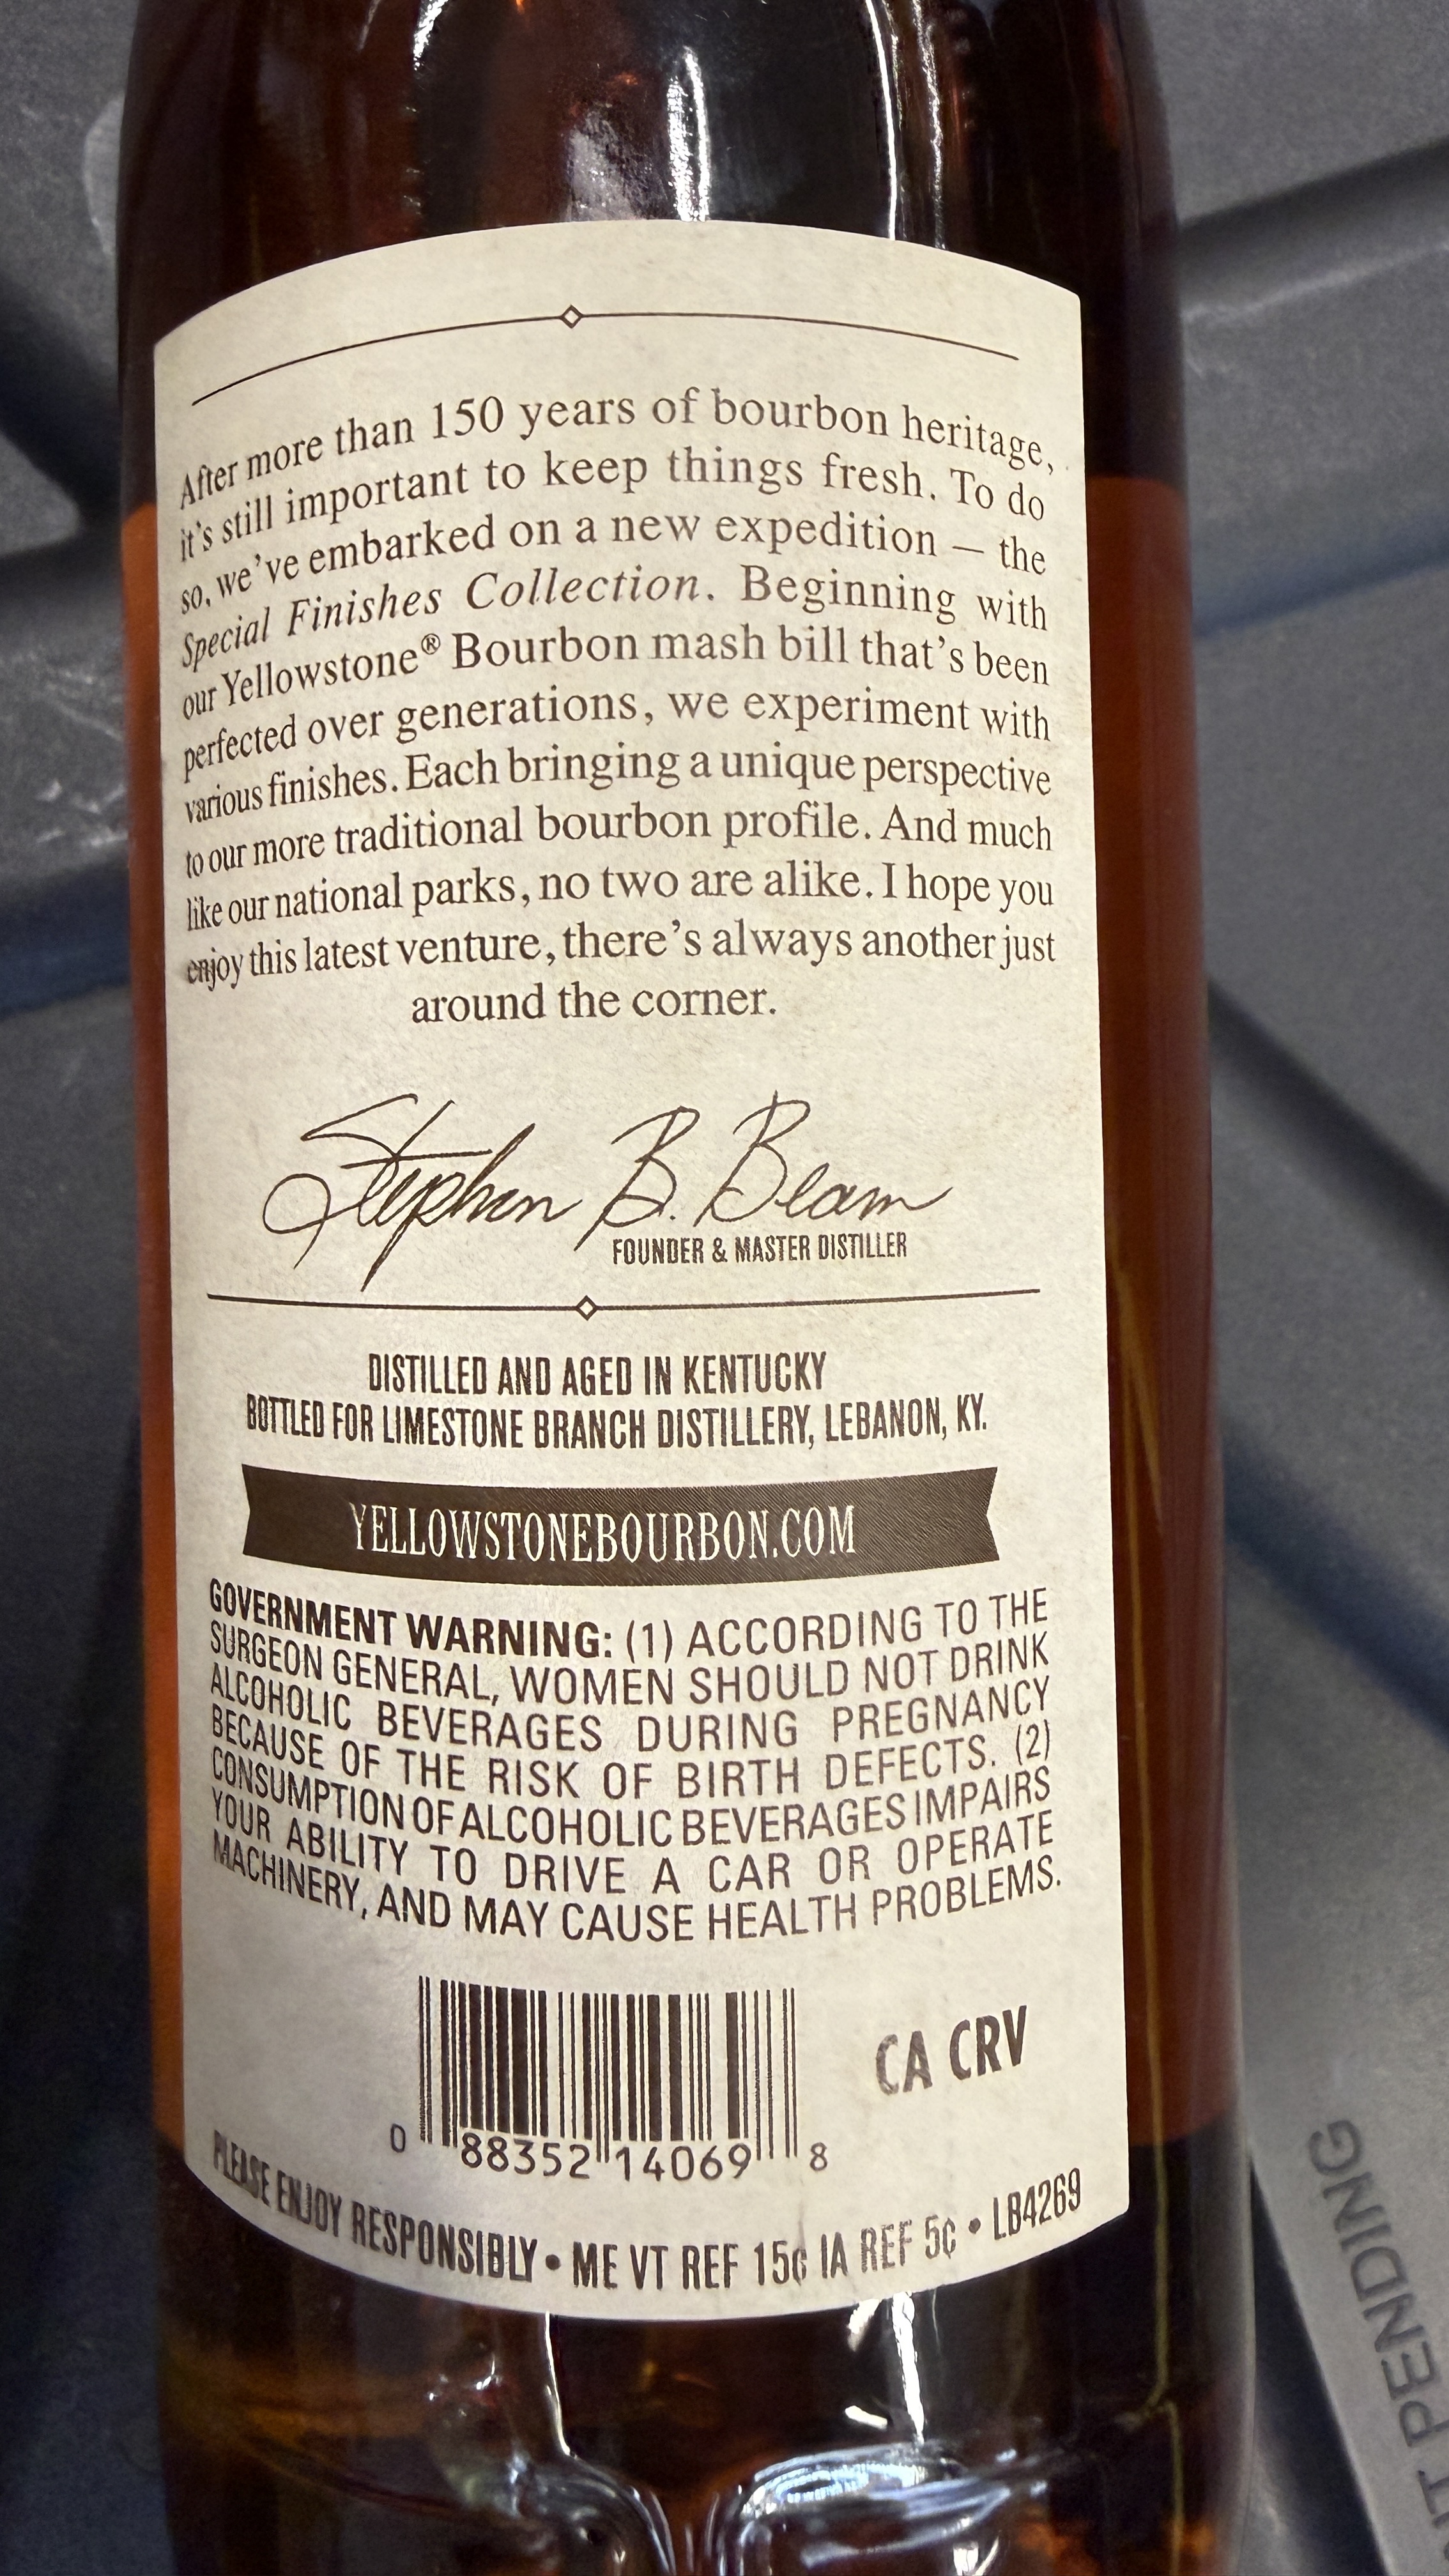 After more than 150 years of bourbon heritage,
it's still important to keep things fresh. To do
so, we've embarked on a new expedition – the
Special Finishes Collection. Beginning with
our Yellowstone® Bourbon mash bill that's been
perfected over generations, we experiment with
various finishes. Each bringing a unique perspective
to our more traditional bourbon profile. And much
like our national parks, no two are alike. I hope you
enjoy this latest venture, there's always another just
around the corner.
Stephen B. Beam
FOUNDER & MASTER DISTILLER
DISTILLED AND AGED IN KENTUCKY
BOTTLED FOR LIMESTONE BRANCH DISTILLERY, LEBANON, KY.
YELLOWSTONEBOURBON.COM
GOVERNMENT WARNING: (1) ACCORDING TO THE
SURGEON GENERAL, WOMEN SHOULD NOT DRINK
ALCOHOLIC BEVERAGES DURING PREGNANCY
BECAUSE OF THE RISK OF BIRTH DEFECTS. (2)
CONSUMPTION OF ALCOHOLIC BEVERAGES IMPAIRS
YOUR ABILITY TO DRIVE A CAR OR OPERATE
MACHINERY, AND MAY CAUSE HEALTH PROBLEMS.
CA CRV
0 88352 14069 8
PLEASE ENJOY RESPONSIBLY • ME VT REF 15¢ IA REF 5¢ • LB4269
T PENDING